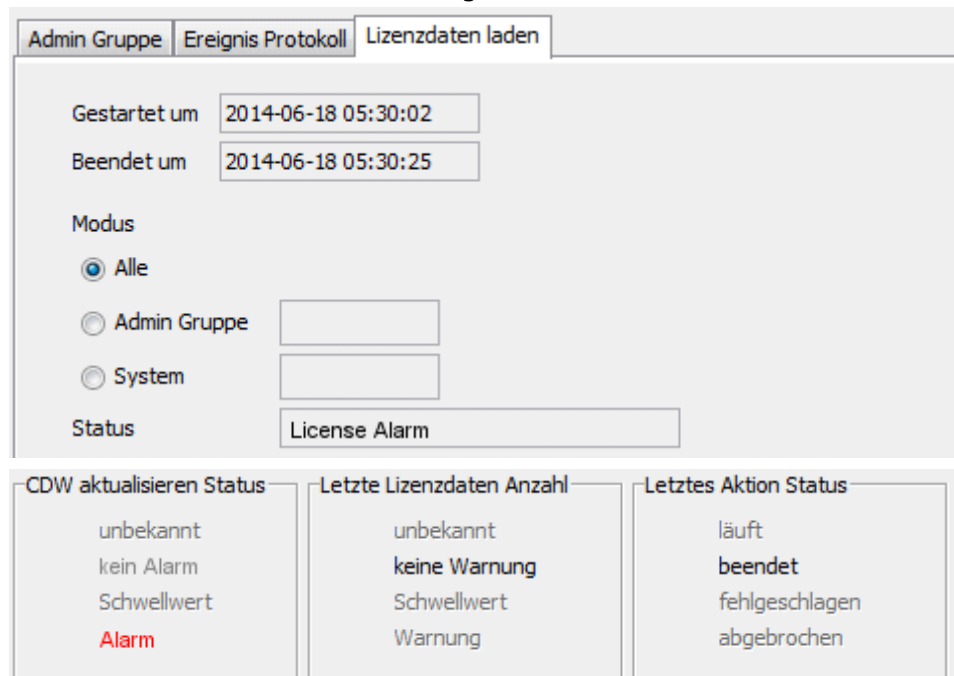 Admin Gruppe Ereignis Protokoll Lizenzdaten laden
Gestartet um 2014-06-18 05:30:02
Beendet um 2014-06-18 05:30:25
Modus
Alle
Admin Gruppe
System
Status License Alarm
CDW aktualisieren Status Letzte Lizenzdaten Anzahl Letztes Aktion Status
unbekannt unbekannt läuft
kein Alarm keine Warnung beendet
Schwellwert Schwellwert fehlgeschlagen
Alarm Warnung abgebrochen